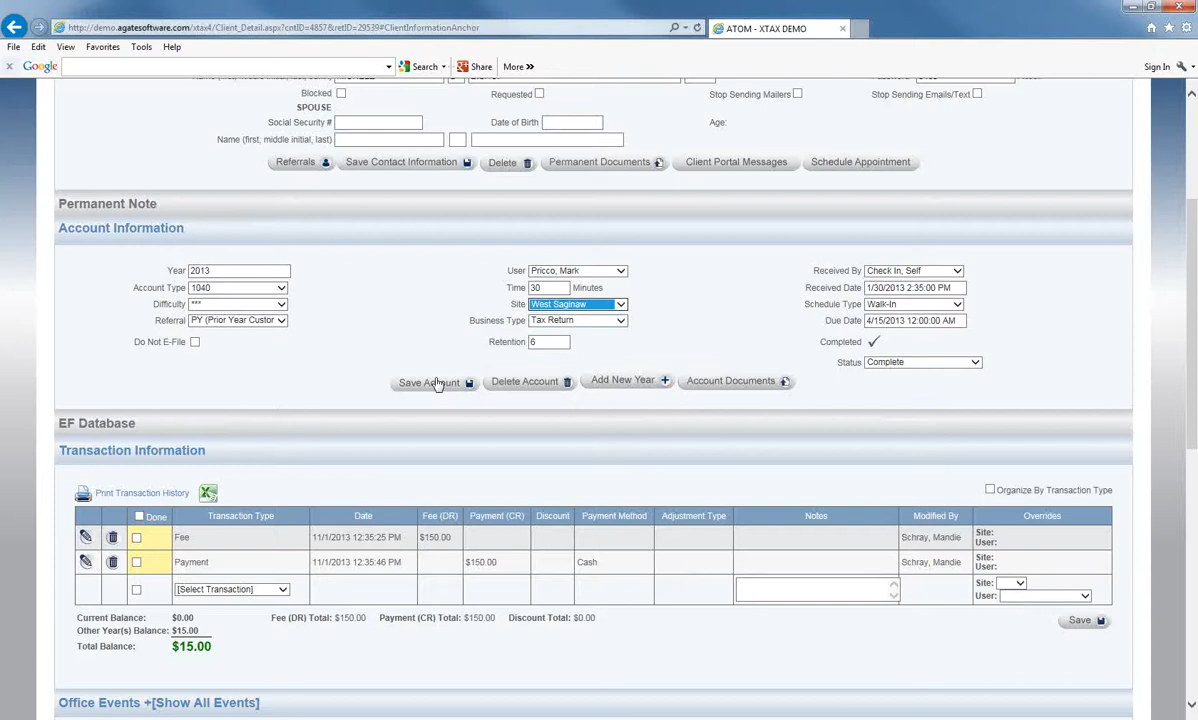 http://demo.agatesoftware.com/xtax4/Client_Detail.aspx?cntID=4857&retID=29539#ClientInformationAnchor
ATOM - XTAX DEMO
File Edit View Favorites Tools Help
Google Search Share More » Sign In
Blocked Requested Stop Sending Mailers Stop Sending Emails/Text
SPOUSE
Social Security # Date of Birth Age:
Name (first, middle initial, last)
Referrals Save Contact Information Delete Permanent Documents Client Portal Messages Schedule Appointment
Permanent Note
Account Information
Year 2013 User Pricco, Mark Received By Check In, Self
Account Type 1040 Time 30 Minutes Received Date 1/30/2013 2:35:00 PM
Difficulty *** Site West Saginaw Schedule Type Walk-In
Referral PY (Prior Year Custor Business Type Tax Return Due Date 4/15/2013 12:00:00 AM
Do Not E-File Retention 6 Completed
Status Complete
Save Account Delete Account Add New Year Account Documents
EF Database
Transaction Information
Print Transaction History Organize By Transaction Type
Done Transaction Type Date Fee (DR) Payment (CR) Discount Payment Method Adjustment Type Notes Modified By Overrides
Fee 11/1/2013 12:35:25 PM $150.00 Schray, Mandie Site:
User:
Payment 11/1/2013 12:35:46 PM $150.00 Cash Schray, Mandie Site:
User:
[Select Transaction] Site:
User:
Current Balance: $0.00 Fee (DR) Total: $150.00 Payment (CR) Total: $150.00 Discount Total: $0.00 Save
Other Year(s) Balance: $15.00
Total Balance: $15.00
Office Events +[Show All Events]